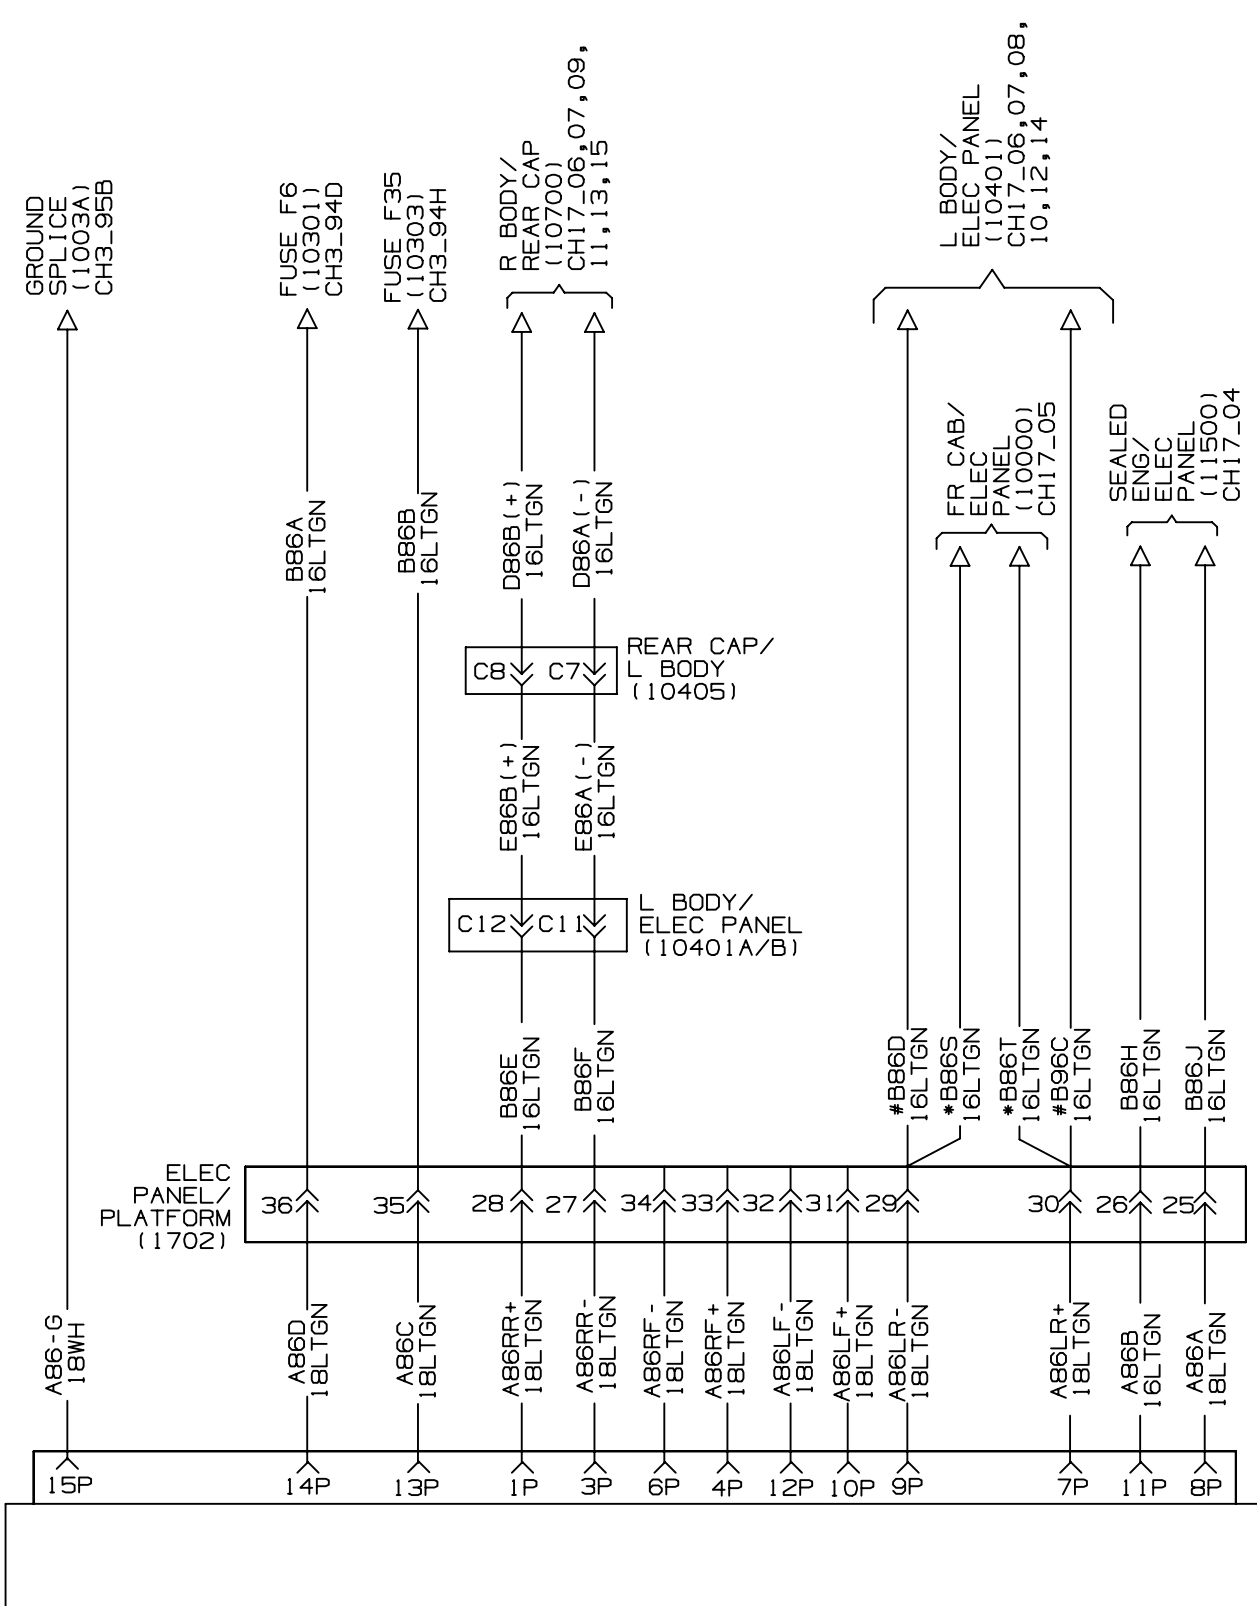 GROUND
SPLICE
(1003A)
CH3_95B
FUSE F6
(10301)
CH3_94D
FUSE F35
(10303)
CH3_94H
R BODY/
REAR CAP
(10700)
CH17_06,07,09,
11,13,15
L BODY/
ELEC PANEL
(10401)
CH17_06,07,08,
10,12,14
FR CAB/
ELEC
PANEL
(10000)
CH17_05
SEALED
ENG/
ELEC
PANEL
(11500)
CH17_04
B86A
16LTGN
B86B
16LTGN
D86B(+)
16LTGN
D86A(-)
16LTGN
C8
C7
REAR CAP/
L BODY
(10405)
E86B(+)
16LTGN
E86A(-)
16LTGN
C12
C11
L BODY/
ELEC PANEL
(10401A/B)
B86E
16LTGN
B86F
16LTGN
#B86D
16LTGN
*B86S
16LTGN
*B86T
16LTGN
#B96C
16LTGN
B86H
16LTGN
B86J
16LTGN
ELEC
PANEL/
PLATFORM
(1702)
36
35
28
27
34
33
32
31
29
30
26
25
A86-G
18WH
A86D
18LTGN
A86C
18LTGN
A86RR+
18LTGN
A86RR-
18LTGN
A86RF-
18LTGN
A86RF+
18LTGN
A86LF-
18LTGN
A86LF+
18LTGN
A86LR-
18LTGN
A86LR+
18LTGN
A86B
16LTGN
A86A
18LTGN
15P
14P
13P
1P
3P
6P
4P
12P
10P
9P
7P
11P
8P